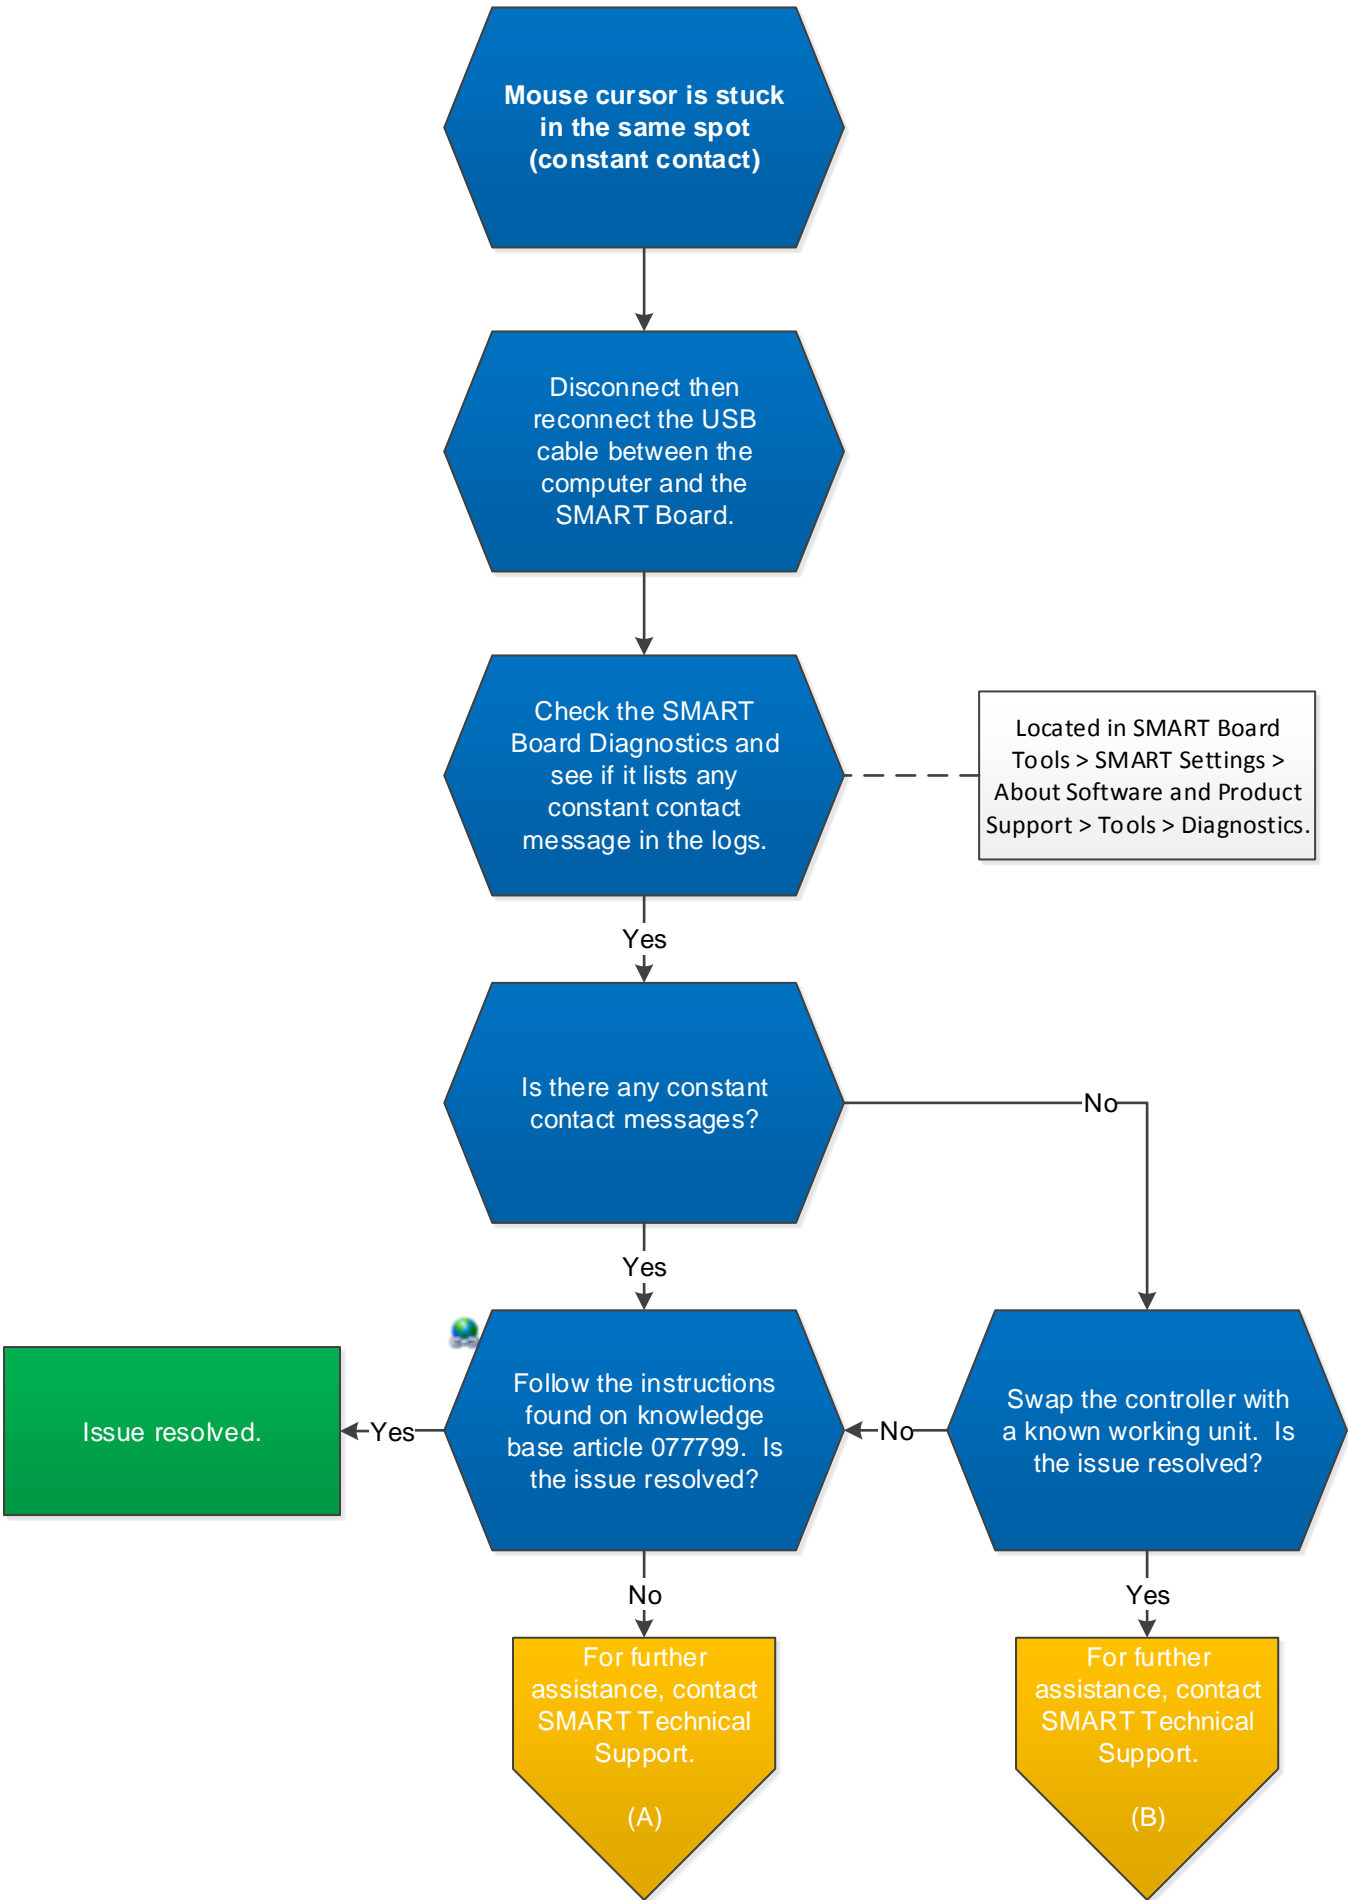 Mouse cursor is stuck
in the same spot
(constant contact)
Disconnect then
reconnect the USB
cable between the
computer and the
SMART Board.
Check the SMART
Board Diagnostics and
see if it lists any
constant contact
message in the logs.
Located in SMART Board
Tools > SMART Settings >
About Software and Product
Support > Tools > Diagnostics.
Yes
Is there any constant
contact messages?
No
Yes
Issue resolved.
Yes
Follow the instructions
found on knowledge
base article 077799.  Is
the issue resolved?
No
Swap the controller with
a known working unit.  Is
the issue resolved?
No
Yes
For further
assistance, contact
SMART Technical
Support.
(A)
For further
assistance, contact
SMART Technical
Support.
(B)